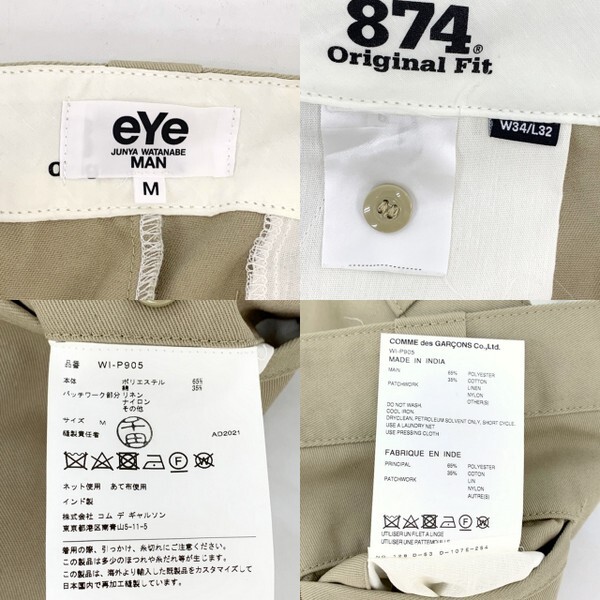 eYe
JUNYA WATANABE
MAN
M
874®
Original Fit
W34/L32
品番 WI-P905
本体 ポリエステル 65%
綿 35%
パッチワーク部分 リネン
ナイロン
その他
サイズ M
縫製責任者 千田 AD2021
ネット使用 あて布使用
インド製
株式会社 コム デ ギャルソン
東京都港区南青山5-11-5
着用の際、引っかけ、糸切れにご注意ください。
この製品は多少のほつれや糸だれ等が生じます。
この製品は、海外より輸入した既製品をカスタマイズして
日本国内で再加工縫製しています。
COMME des GARÇONS Co.,Ltd.
WI-P905
MADE IN INDIA
MAIN 65% POLYESTER
35% COTTON
PATCHWORK LINEN
NYLON
OTHER(S)
DO NOT WASH.
COOL IRON.
DRYCLEAN, PETROLEUM SOLVENT ONLY, SHORT CYCLE.
USE A LAUNDRY NET
USE PRESSING CLOTH
FABRIQUE EN INDE
PRINCIPAL 65% POLYESTER
35% COTON
PATCHWORK LIN
NYLON
AUTRE(S)
UTILISER UN FILET A LINGE
UTILISER UNE PATTEMOUILLE